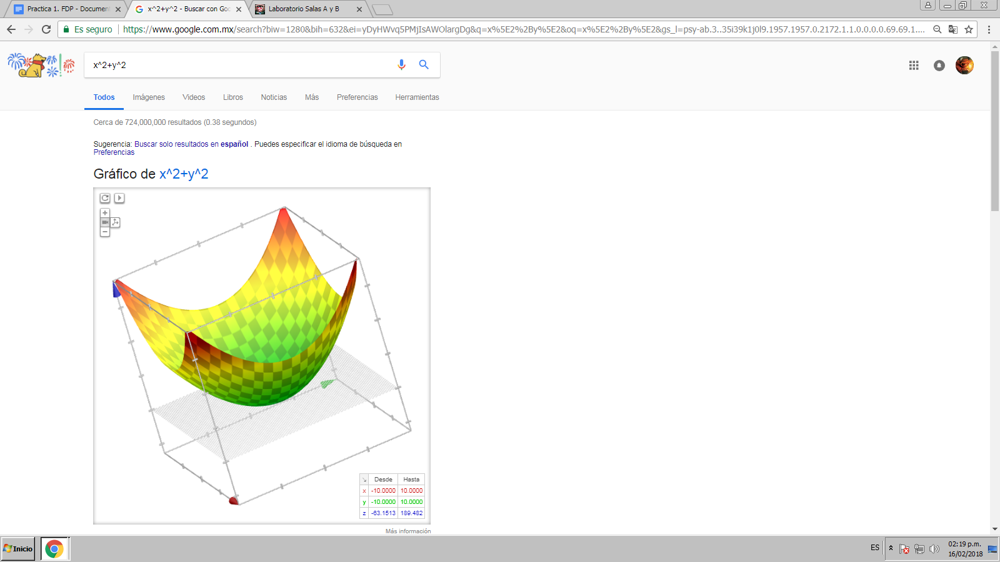 Practica 1. FDP - Document
x^2+y^2 - Buscar con Goo
Laboratorio Salas A y B
Es seguro
https://www.google.com.mx/search?biw=1280&bih=632&ei=yDyHWvq5PMjIsAWOlargDg&q=x%5E2%2By%5E2&oq=x%5E2%2By%5E2&gs_l=psy-ab.3..35i39k1j0l9.1957.1957.0.2172.1.1.0.0.0.0.69.69.1....
x^2+y^2
Todos Imágenes Videos Libros Noticias Más Preferencias Herramientas
Cerca de 724,000,000 resultados (0.38 segundos)
Sugerencia: Buscar solo resultados en español . Puedes especificar el idioma de búsqueda en
Preferencias
Gráfico de x^2+y^2
Desde Hasta
x -10.0000 10.0000
y -10.0000 10.0000
z -63.1513 189.482
Más información
Inicio
ES
02:19 p.m.
16/02/2018